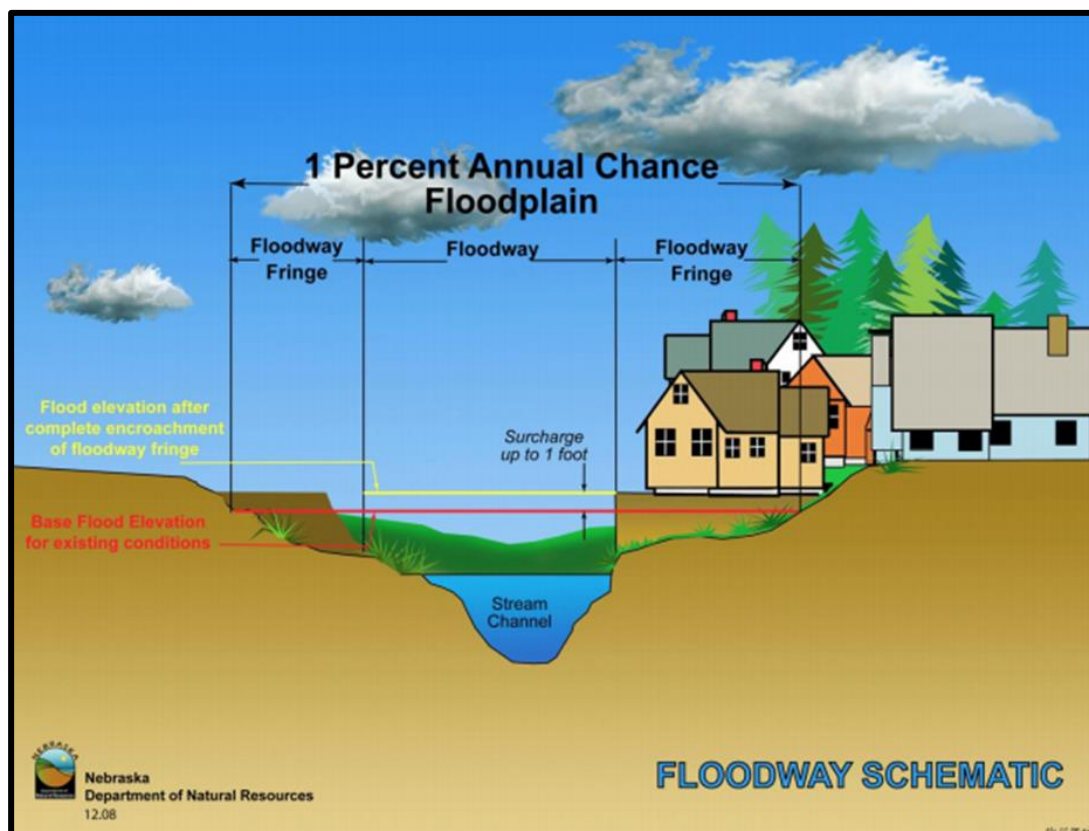 1 Percent Annual Chance
Floodplain
Floodway
Fringe
Floodway
Floodway
Fringe
Flood elevation after
complete encroachment
of floodway fringe
Surcharge
up to 1 foot
Base Flood Elevation
for existing conditions
Stream
Channel
NEBRASKA
Nebraska
Department of Natural Resources
12.08
FLOODWAY SCHEMATIC